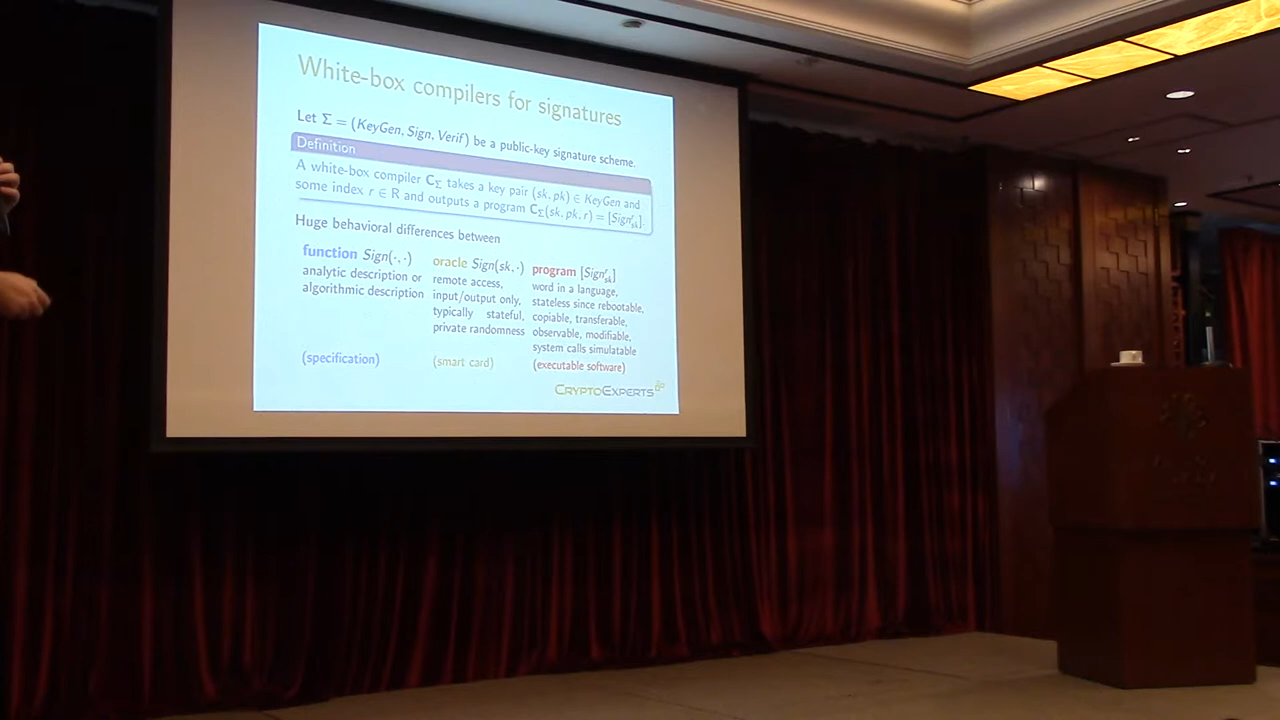 White-box compilers for signatures
Let Σ = (KeyGen, Sign, Verif) be a public-key signature scheme.
Definition
A white-box compiler C_Σ takes a key pair (sk, pk) ∈ KeyGen and
some index r ∈ R and outputs a program C_Σ(sk, pk, r) = [Sign^r_sk].
Huge behavioral differences between
function Sign(·,·)
analytic description or
algorithmic description
(specification)
oracle Sign(sk,·)
remote access,
input/output only,
typically stateful,
private randomness
(smart card)
program [Sign^r_sk]
word in a language,
stateless since rebootable,
copiable, transferable,
observable, modifiable,
system calls simulatable
(executable software)
CRYPTOEXPERTS